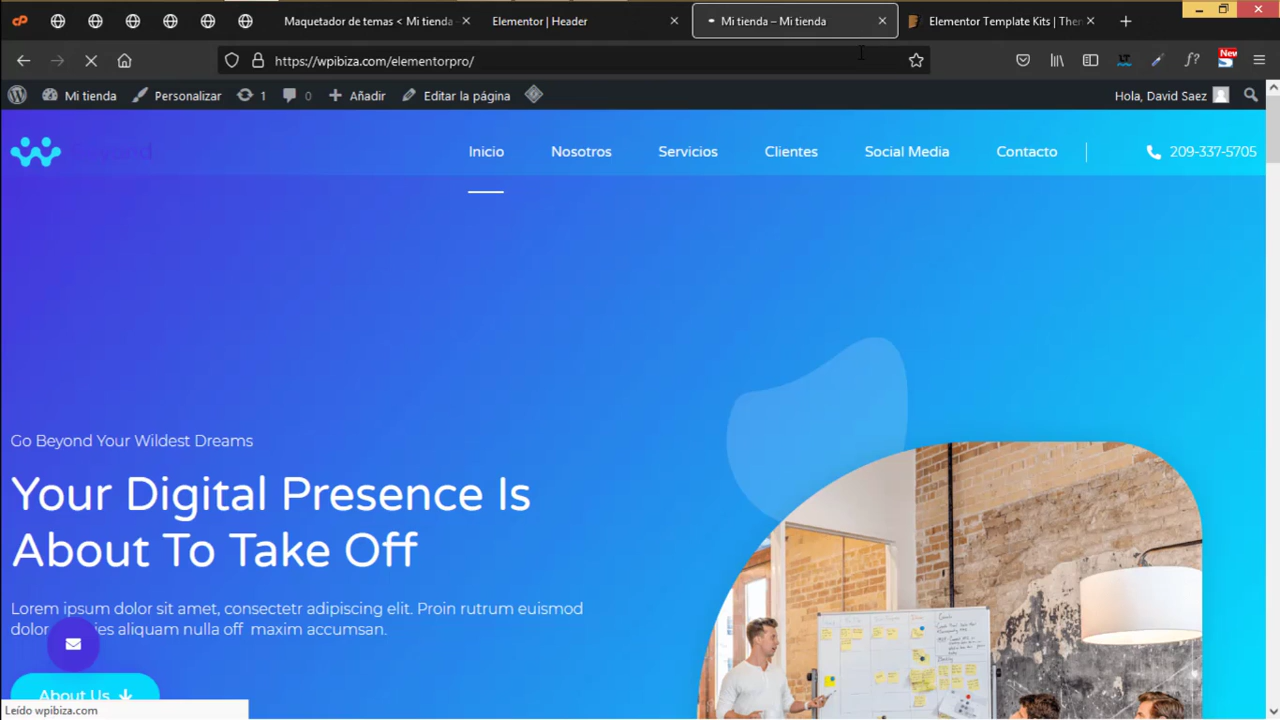 Maquetador de temas < Mi tienda
Elementor | Header
Mi tienda – Mi tienda
Elementor Template Kits | Then
https://wpibiza.com/elementorpro/
New
Mi tienda
Personalizar
1
0
Añadir
Editar la página
Hola, David Saez
Beyond
Inicio
Nosotros
Servicios
Clientes
Social Media
Contacto
209-337-5705
Go Beyond Your Wildest Dreams
Your Digital Presence Is
About To Take Off
Lorem ipsum dolor sit amet, consectetr adipiscing elit. Proin rutrum euismod
dolor ies aliquam nulla off maxim accumsan.
About Us
Leído wpibiza.com